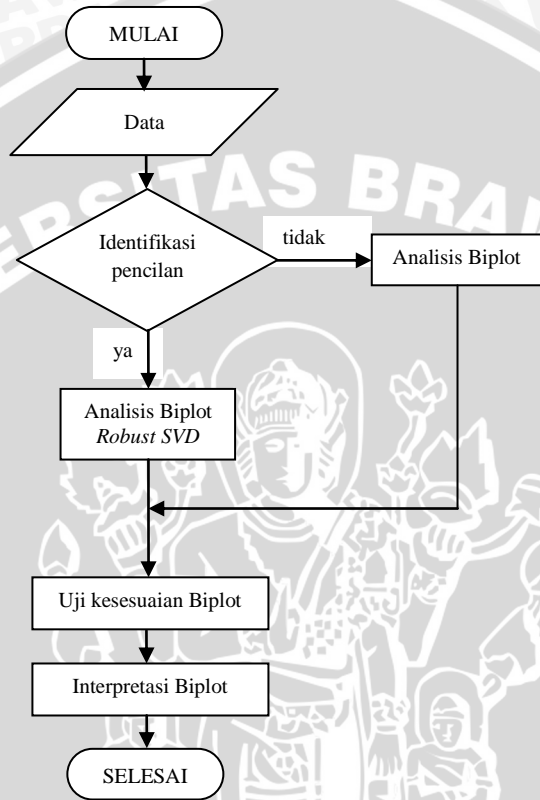 MULAI
Data
Identifikasi
pencilan
tidak
Analisis Biplot
ya
Analisis Biplot
Robust SVD
Uji kesesuaian Biplot
Interpretasi Biplot
SELESAI